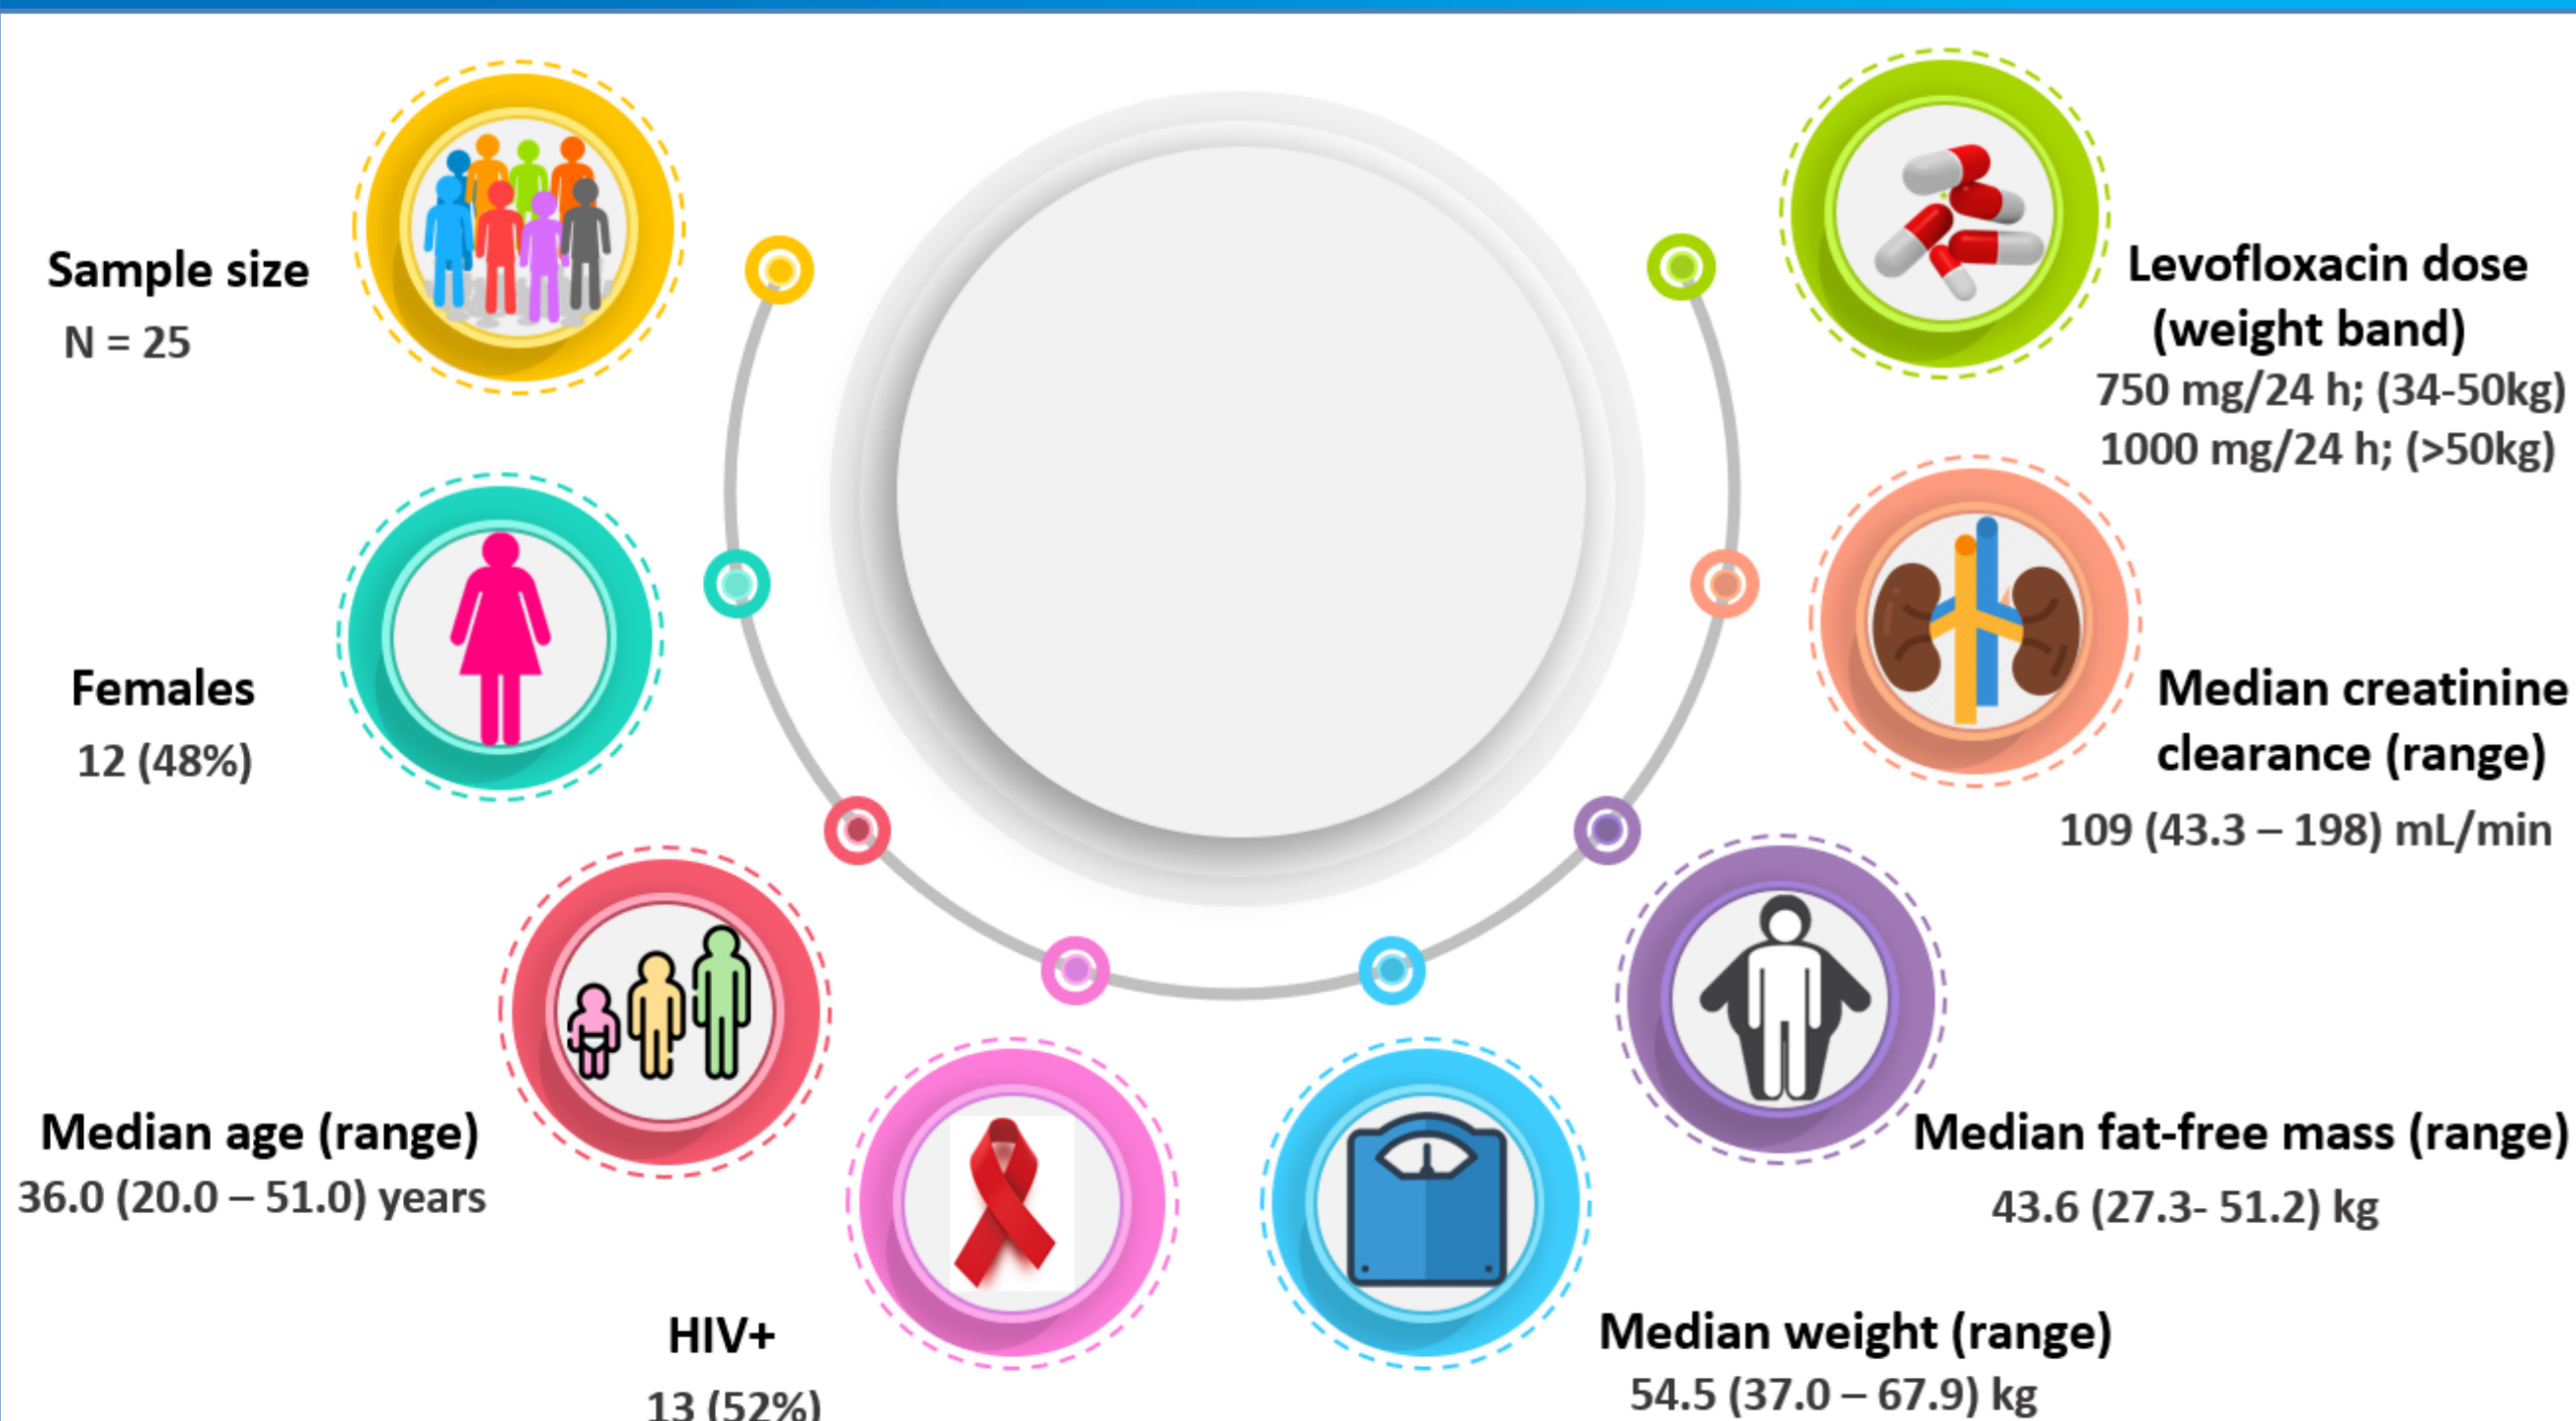 Sample size
N = 25
Females
12 (48%)
Median age (range)
36.0 (20.0 – 51.0) years
HIV+
13 (52%)
Median weight (range)
54.5 (37.0 – 67.9) kg
Median fat-free mass (range)
43.6 (27.3- 51.2) kg
Median creatinine
clearance (range)
109 (43.3 – 198) mL/min
Levofloxacin dose
(weight band)
750 mg/24 h; (34-50kg)
1000 mg/24 h; (>50kg)